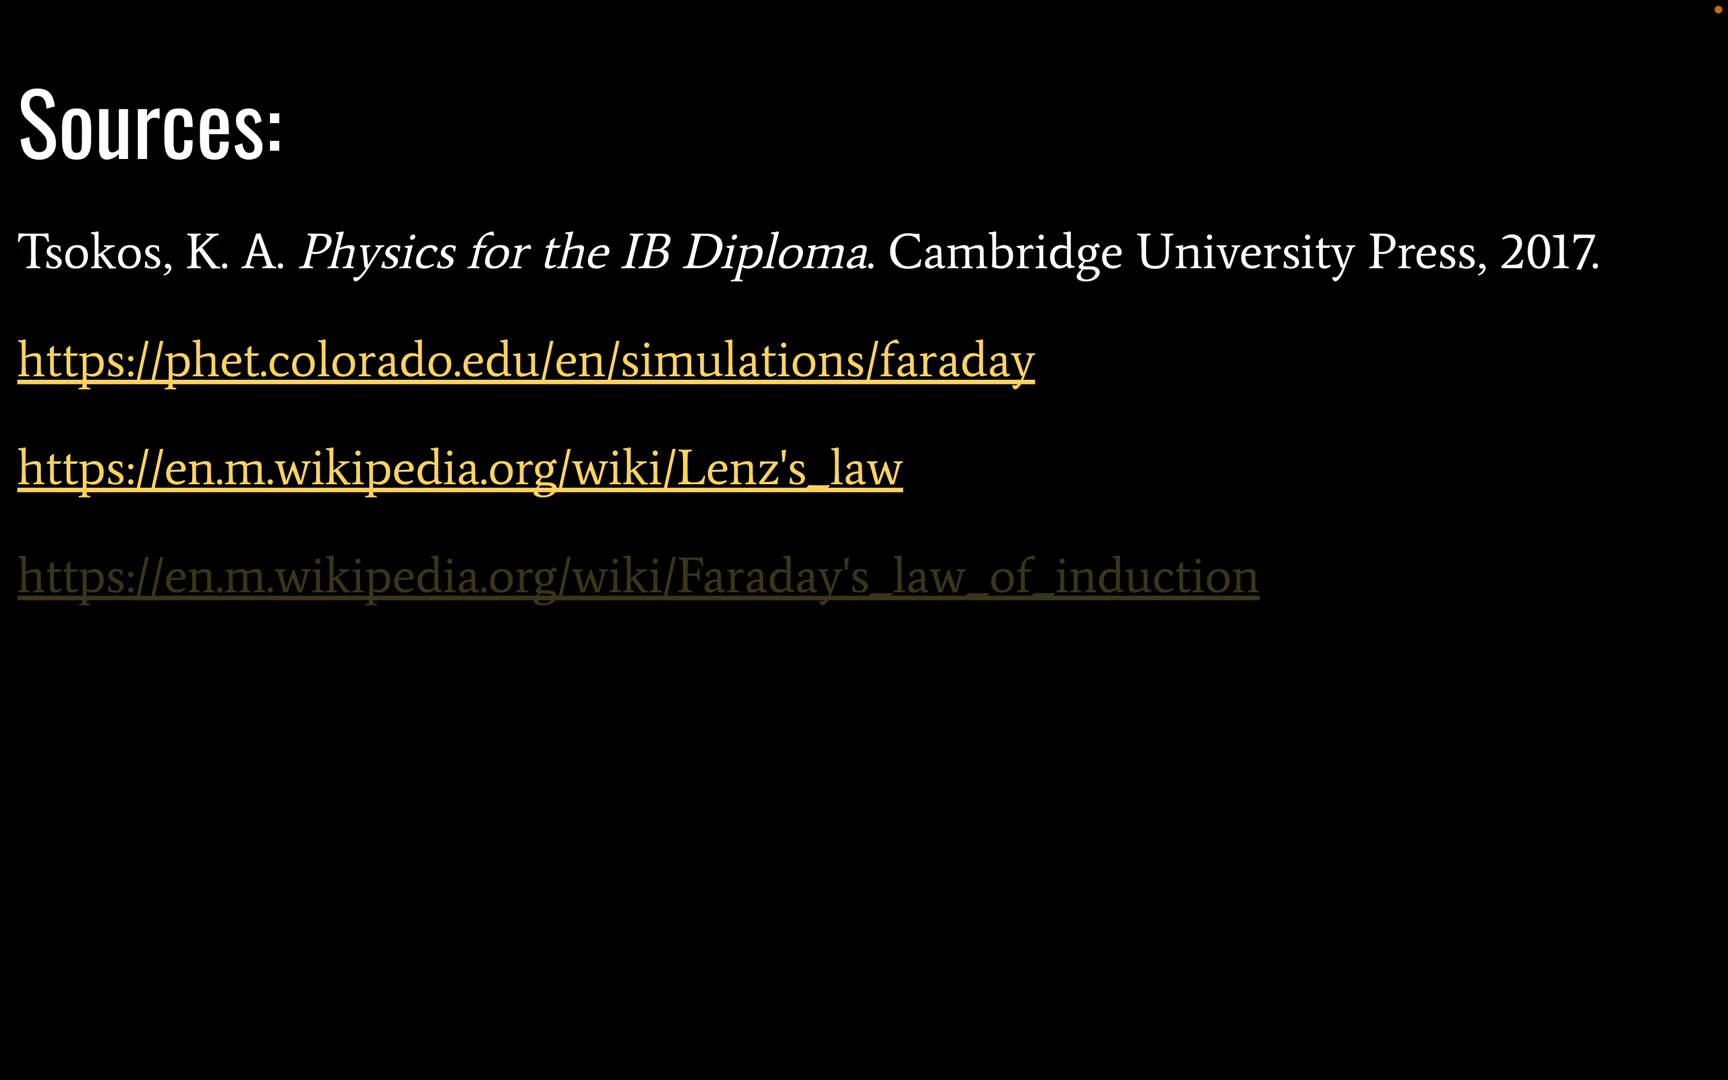 Sources:
Tsokos, K. A. Physics for the IB Diploma. Cambridge University Press, 2017.
https://phet.colorado.edu/en/simulations/faraday
https://en.m.wikipedia.org/wiki/Lenz's_law
https://en.m.wikipedia.org/wiki/Faraday's_law_of_induction